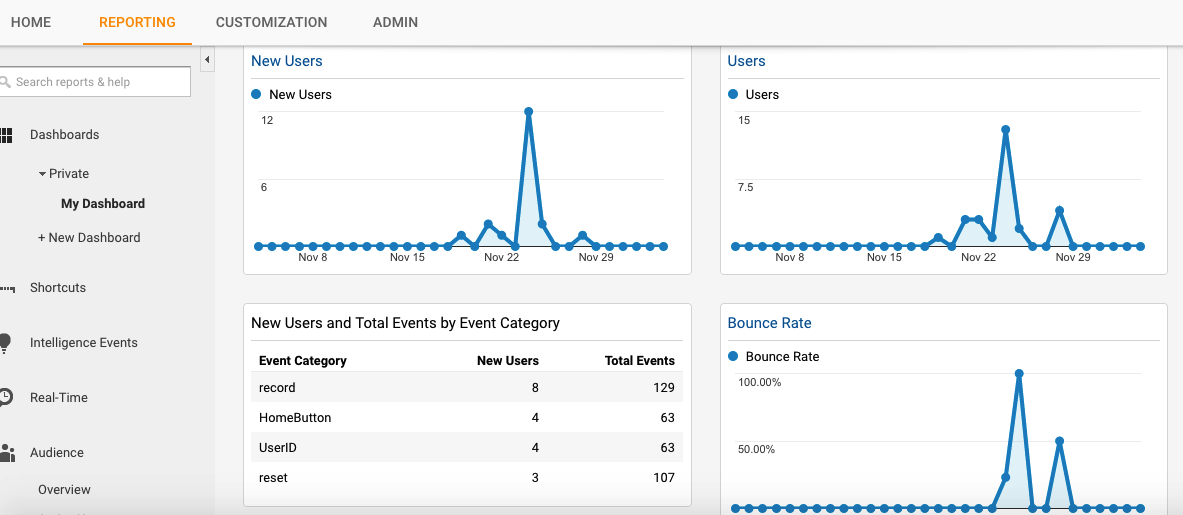 HOME REPORTING CUSTOMIZATION ADMIN
Search reports & help
Dashboards
Private
My Dashboard
+ New Dashboard
Shortcuts
Intelligence Events
Real-Time
Audience
Overview
New Users
New Users
12
6
Nov 8 Nov 15 Nov 22 Nov 29
Users
Users
15
7.5
Nov 8 Nov 15 Nov 22 Nov 29
New Users and Total Events by Event Category
Event Category New Users Total Events
record 8 129
HomeButton 4 63
UserID 4 63
reset 3 107
Bounce Rate
Bounce Rate
100.00%
50.00%